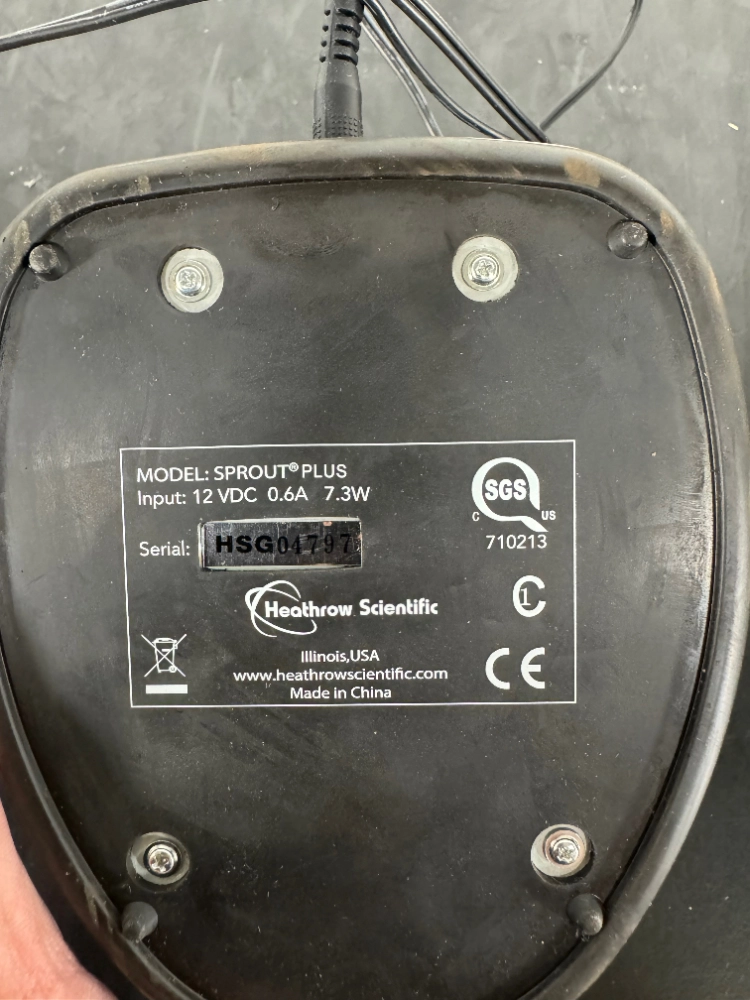 MODEL: SPROUT® PLUS
Input: 12 VDC 0.6A 7.3W
SGS
C US
710213
Serial: HSG04797
1
Heathrow Scientific
Illinois,USA
www.heathrowscientific.com
Made in China
CE